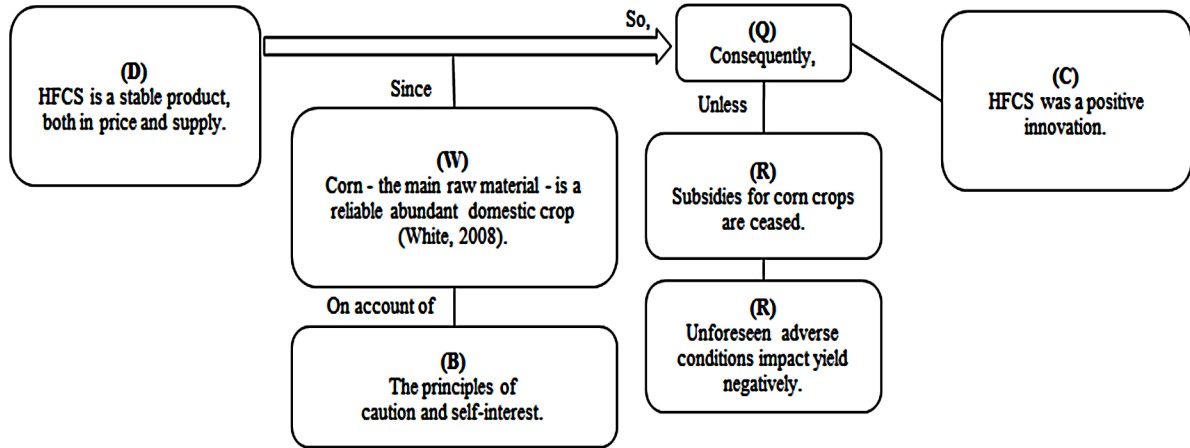 (D)
HFCS is a stable product,
both in price and supply.
So,
(Q)
Consequently,
(C)
HFCS was a positive
innovation.
Since
(W)
Corn - the main raw material - is a
reliable abundant domestic crop
(White, 2008).
On account of
(B)
The principles of
caution and self-interest.
Unless
(R)
Subsidies for corn crops
are ceased.
(R)
Unforeseen adverse
conditions impact yield
negatively.